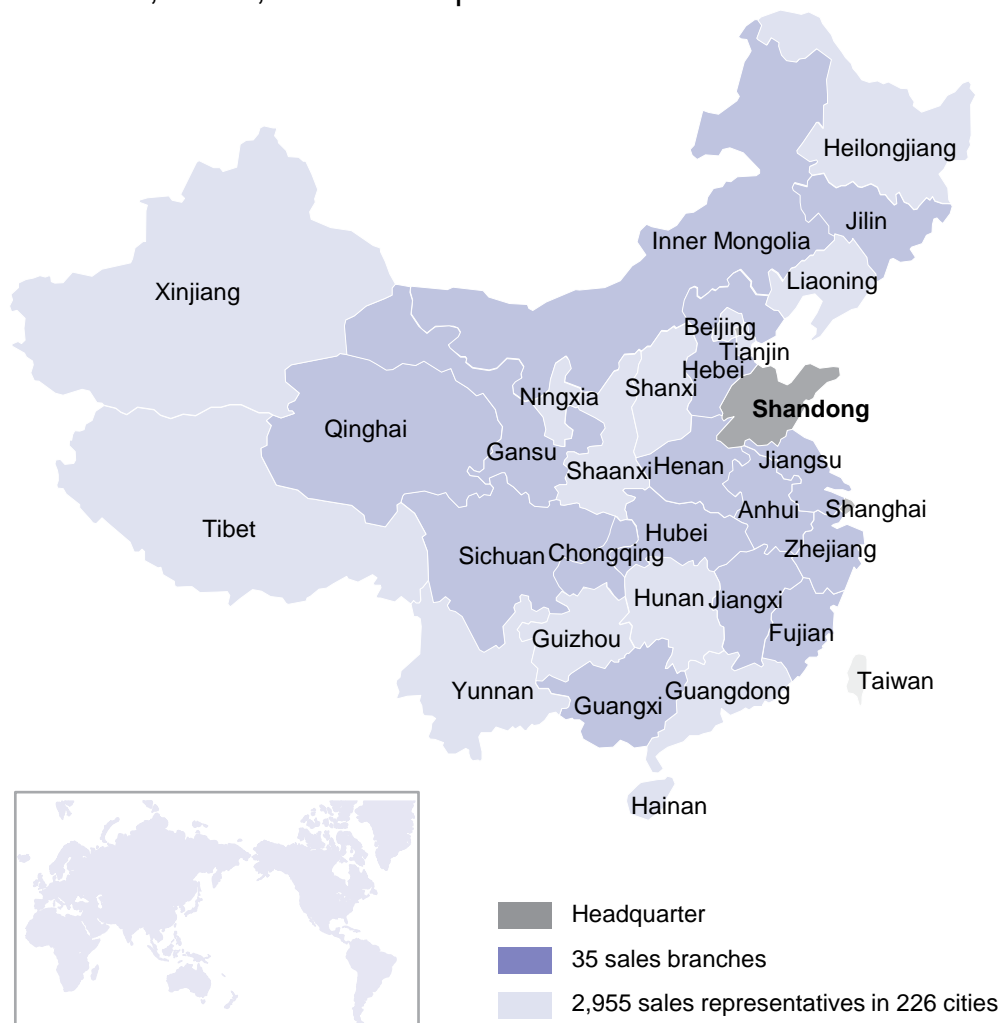 Heilongjiang
Jilin
Inner Mongolia
Liaoning
Xinjiang
Beijing
Tianjin
Hebei
Shanxi
Ningxia
Shandong
Qinghai
Gansu
Jiangsu
Shaanxi
Henan
Anhui
Shanghai
Tibet
Hubei
Sichuan
Chongqing
Zhejiang
Hunan
Jiangxi
Fujian
Guizhou
Taiwan
Yunnan
Guangdong
Guangxi
Hainan
Headquarter
35 sales branches
2,955 sales representatives in 226 cities